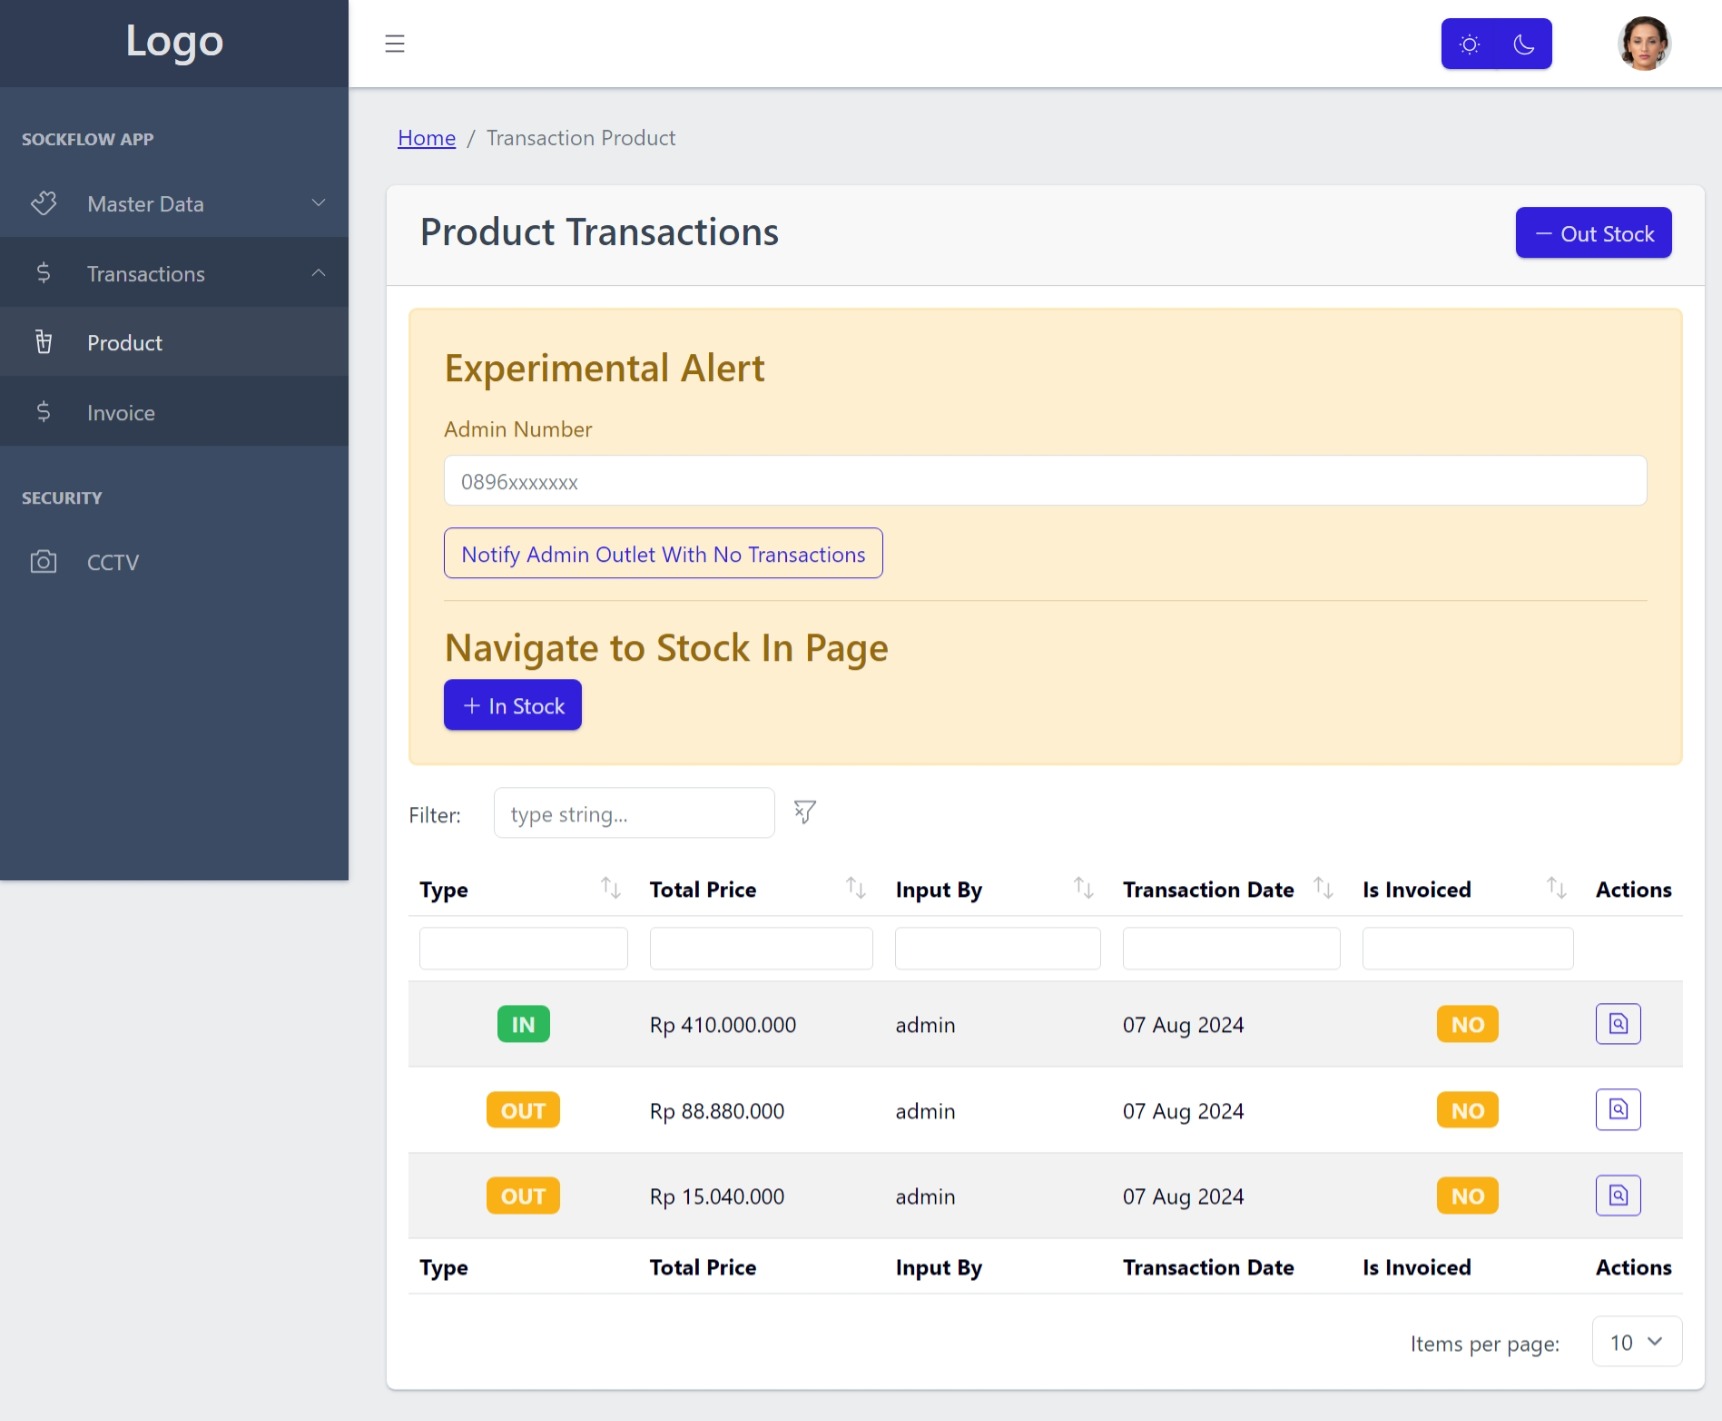 Logo
SOCKFLOW APP
Master Data
Transactions
Product
Invoice
SECURITY
CCTV
Home / Transaction Product
Product Transactions
Out Stock
Experimental Alert
Admin Number
0896xxxxxxx
Notify Admin Outlet With No Transactions
Navigate to Stock In Page
+ In Stock
Filter: type string...
Type Total Price Input By Transaction Date Is Invoiced Actions
IN Rp 410.000.000 admin 07 Aug 2024 NO
OUT Rp 88.880.000 admin 07 Aug 2024 NO
OUT Rp 15.040.000 admin 07 Aug 2024 NO
Type Total Price Input By Transaction Date Is Invoiced Actions
Items per page: 10